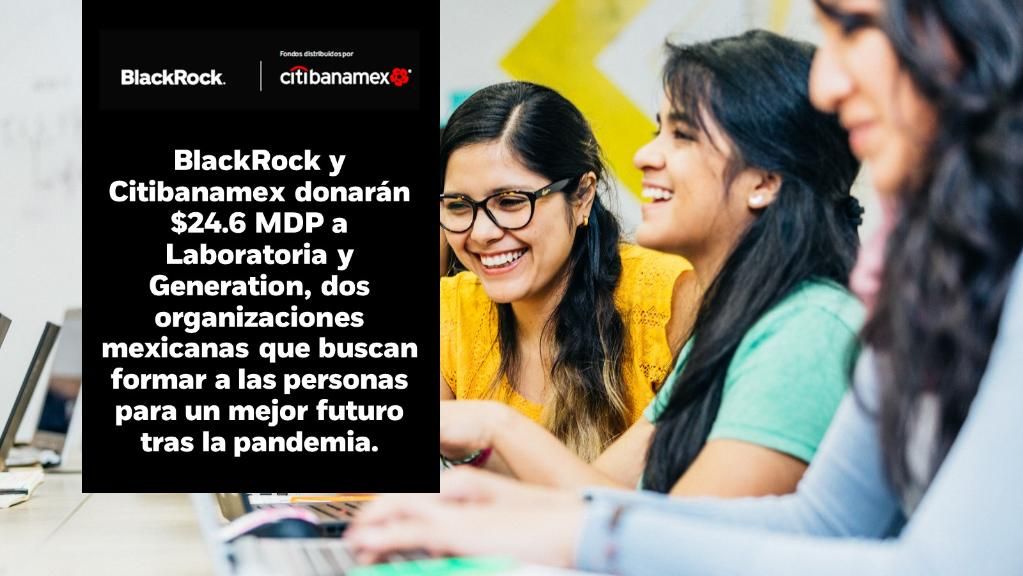 Fondos distribuidos por
BlackRock.
citibanamex
BlackRock y
Citibanamex donarán
$24.6 MDP a
Laboratoria y
Generation, dos
organizaciones
mexicanas que buscan
formar a las personas
para un mejor futuro
tras la pandemia.